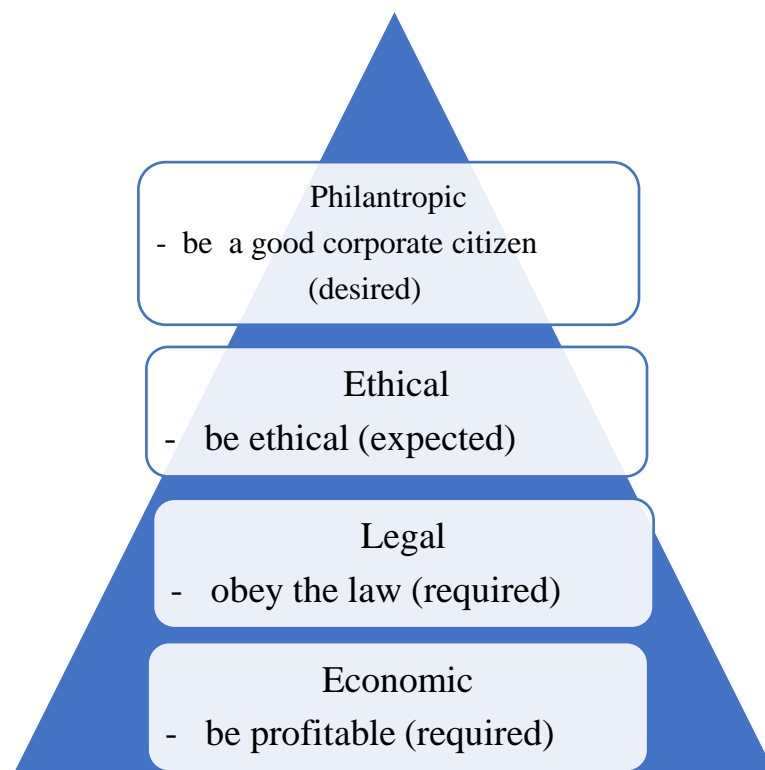 Philantropic
- be a good corporate citizen
(desired)
Ethical
- be ethical (expected)
Legal
- obey the law (required)
Economic
- be profitable (required)